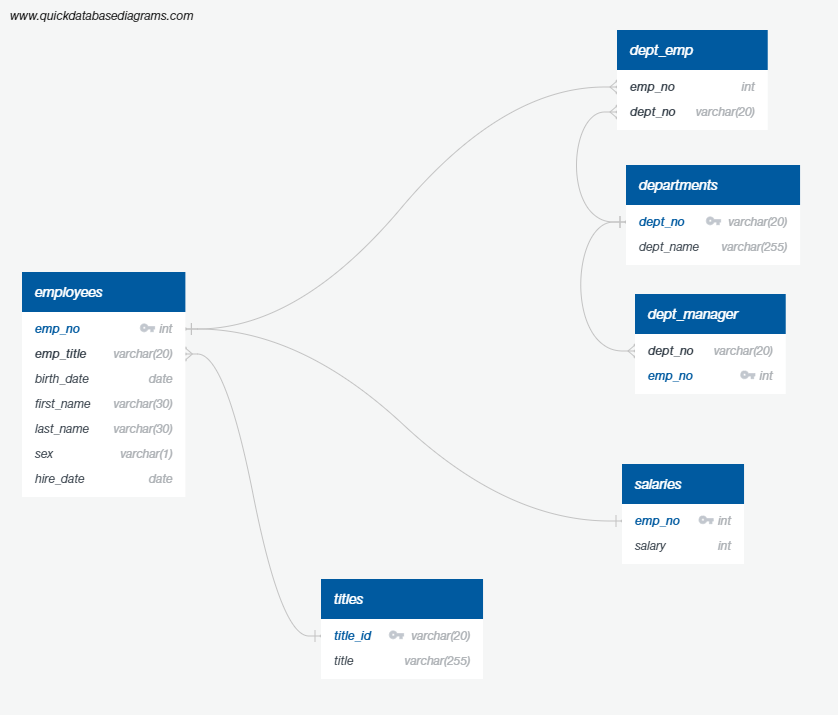 www.quickdatabasediagrams.com
dept_emp
emp_no int
dept_no varchar(20)
departments
dept_no varchar(20)
dept_name varchar(255)
employees
emp_no int
emp_title varchar(20)
birth_date date
first_name varchar(30)
last_name varchar(30)
sex varchar(1)
hire_date date
dept_manager
dept_no varchar(20)
emp_no int
salaries
emp_no int
salary int
titles
title_id varchar(20)
title varchar(255)